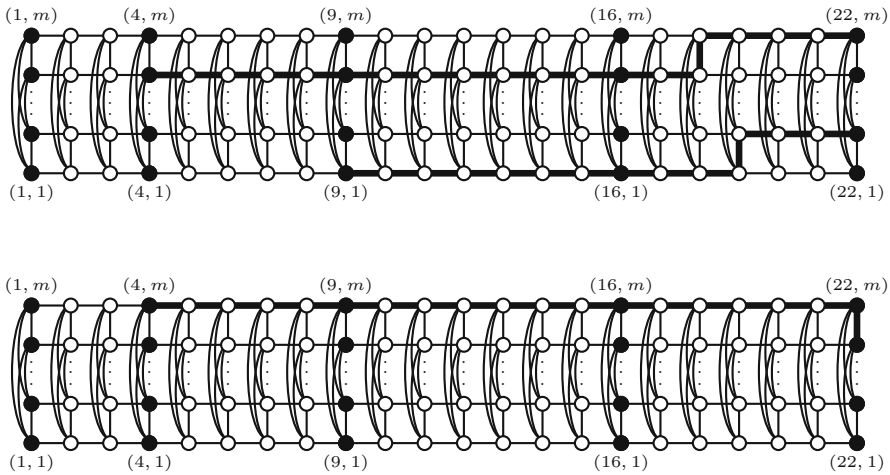 (1, m) (4, m) (9, m) (16, m) (22, m)
(1, 1) (4, 1) (9, 1) (16, 1) (22, 1)
(1, m) (4, m) (9, m) (16, m) (22, m)
(1, 1) (4, 1) (9, 1) (16, 1) (22, 1)